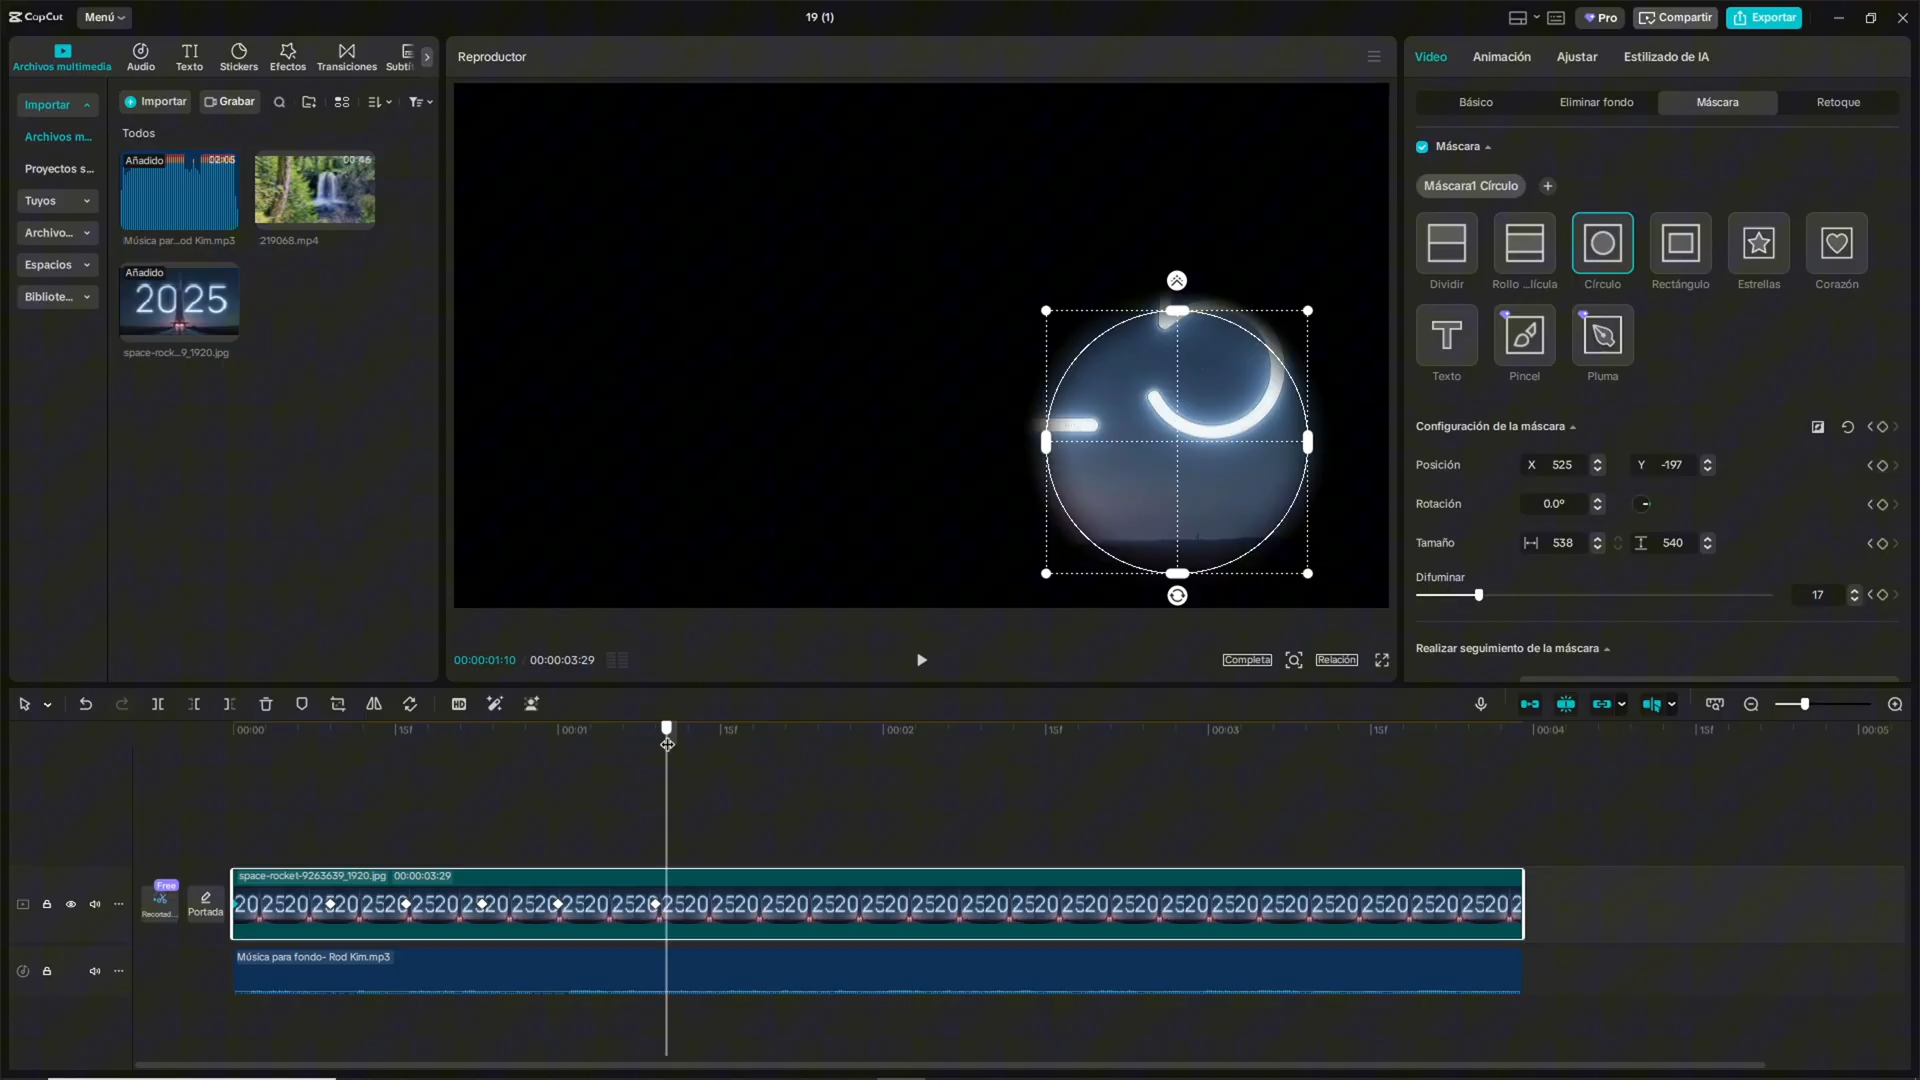 CapCut
Menú
19 (1)
Pro
Compartir
Exportar
Archivos multimedia
Audio
Texto
Stickers
Efectos
Transiciones
Importar
Archivos m...
Proyectos s...
Tuyos
Archivo...
Espacios
Bibliote...
Importar
Grabar
Todos
Añadido
02:05
Música par...od Kim.mp3
00:46
219068.mp4
Añadido
2025
space-rock...9_1920.jpg
Reproductor
00:00:01:10 / 00:00:03:29
Completa
Relación
Video
Animación
Ajustar
Estilizado de IA
Básico
Eliminar fondo
Máscara
Retoque
Máscara
Máscara1 Círculo
Dividir
Rollo ...lícula
Círculo
Rectángulo
Estrellas
Corazón
Texto
Pincel
Pluma
Configuración de la máscara
Posición X 525 Y -197
Rotación 0.0°
Tamaño 538 540
Difuminar
17
Realizar seguimiento de la máscara
HD
00:00
15f
00:01
15f
00:02
15f
00:03
15f
00:04
15f
00:05
Free
Recortad...
Portada
space-rocket-9263639_1920.jpg 00:00:03:29
Música para fondo- Rod Kim.mp3